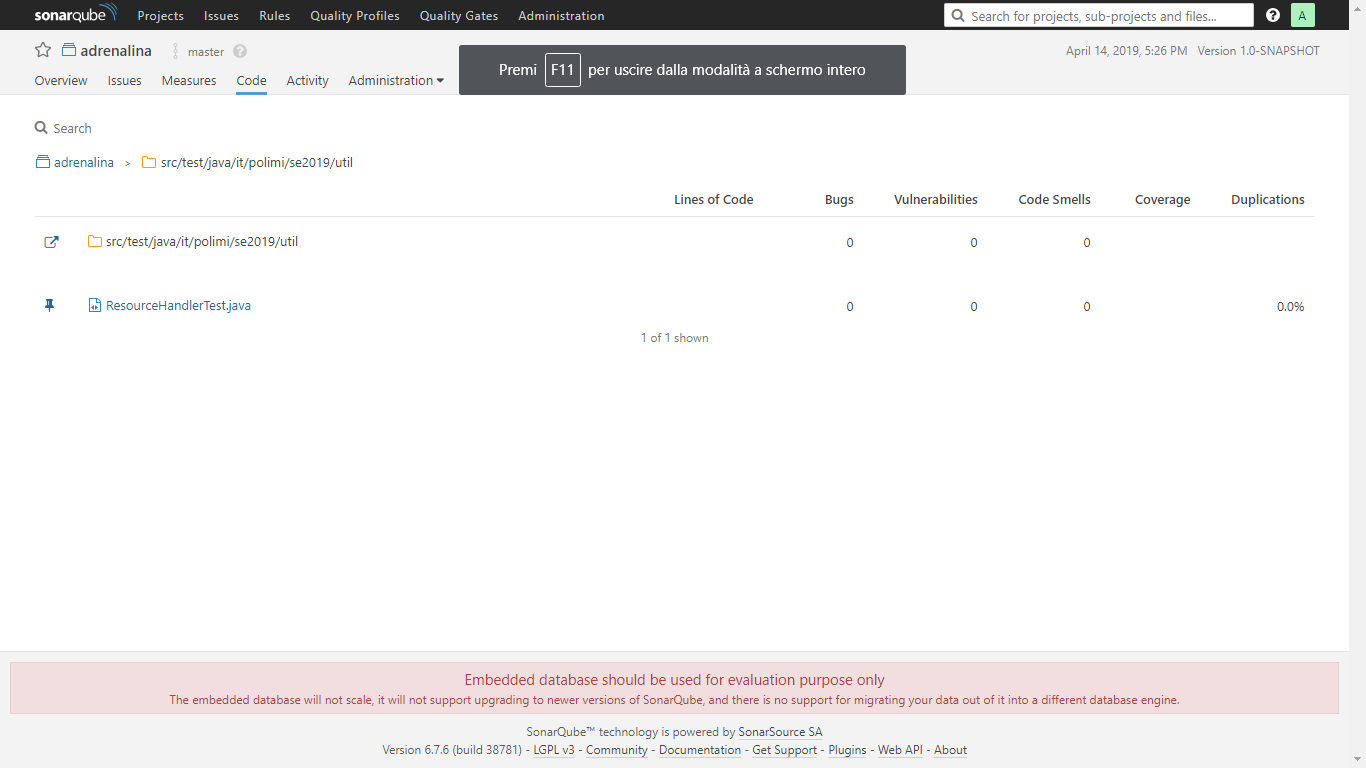 sonarqube Projects Issues Rules Quality Profiles Quality Gates Administration Search for projects, sub-projects and files... ? A
adrenalina master ? April 14, 2019, 5:26 PM Version 1.0-SNAPSHOT
Premi F11 per uscire dalla modalità a schermo intero
Overview Issues Measures Code Activity Administration
Search
adrenalina > src/test/java/it/polimi/se2019/util
Lines of Code Bugs Vulnerabilities Code Smells Coverage Duplications
src/test/java/it/polimi/se2019/util 0 0 0
ResourceHandlerTest.java 0 0 0 0.0%
1 of 1 shown
Embedded database should be used for evaluation purpose only
The embedded database will not scale, it will not support upgrading to newer versions of SonarQube, and there is no support for migrating your data out of it into a different database engine.
SonarQube™ technology is powered by SonarSource SA
Version 6.7.6 (build 38781) - LGPL v3 - Community - Documentation - Get Support - Plugins - Web API - About